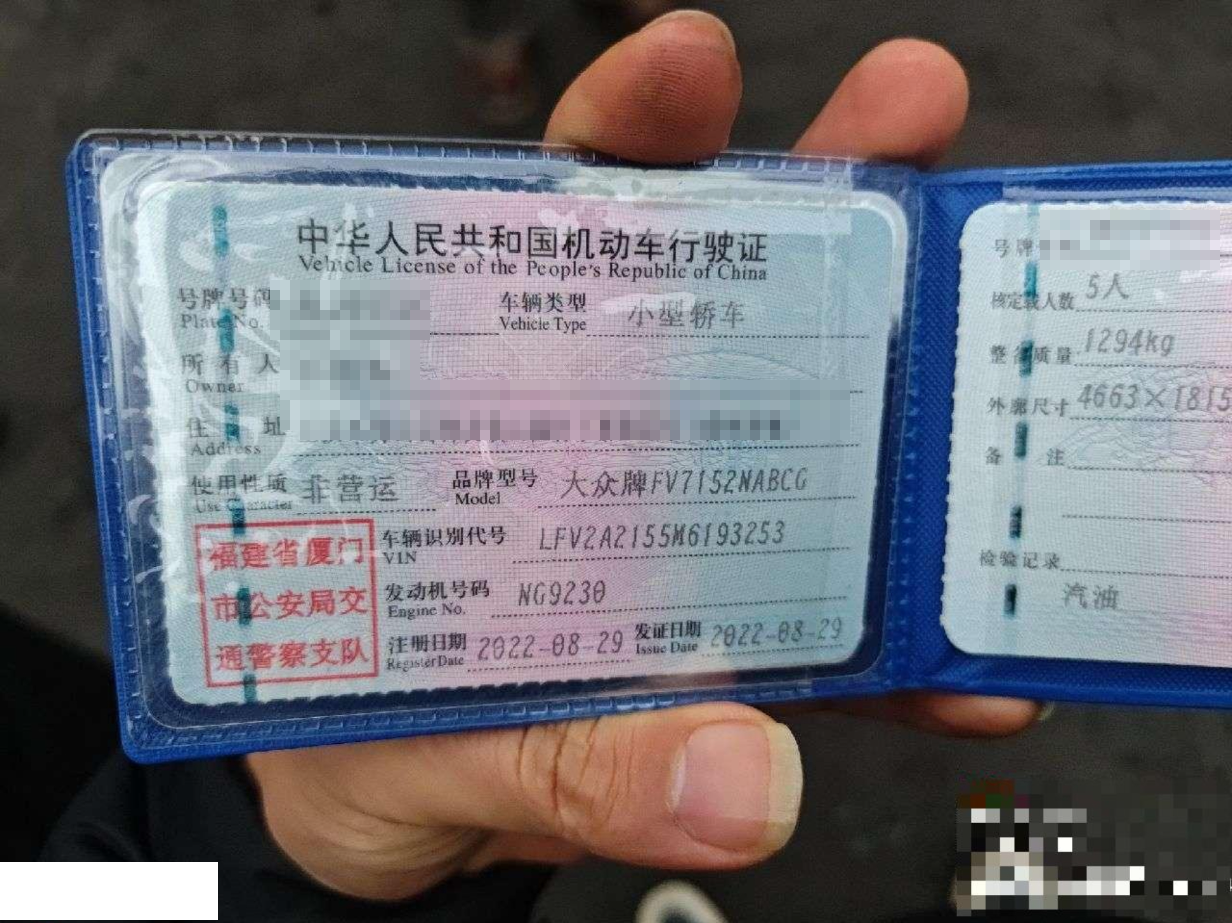 中华人民共和国机动车行驶证
Vehicle License of the People's Republic of China
号牌号码
Plate No.
车辆类型 小型轿车
Vehicle Type
所有人
Owner
住址
Address
使用性质 非营运
Use Character
品牌型号 大众牌FV7152NABCG
Model
福建省厦门
市公安局交
通警察支队
车辆识别代号 LFV2A2155M6193253
VIN
发动机号码 NG9230
Engine No.
注册日期 2022-08-29
Register Date
发证日期 2022-08-29
Issue Date
号牌
核定载人数 5人
整备质量 1294kg
外廓尺寸 4663×1815
备注
检验记录
汽油